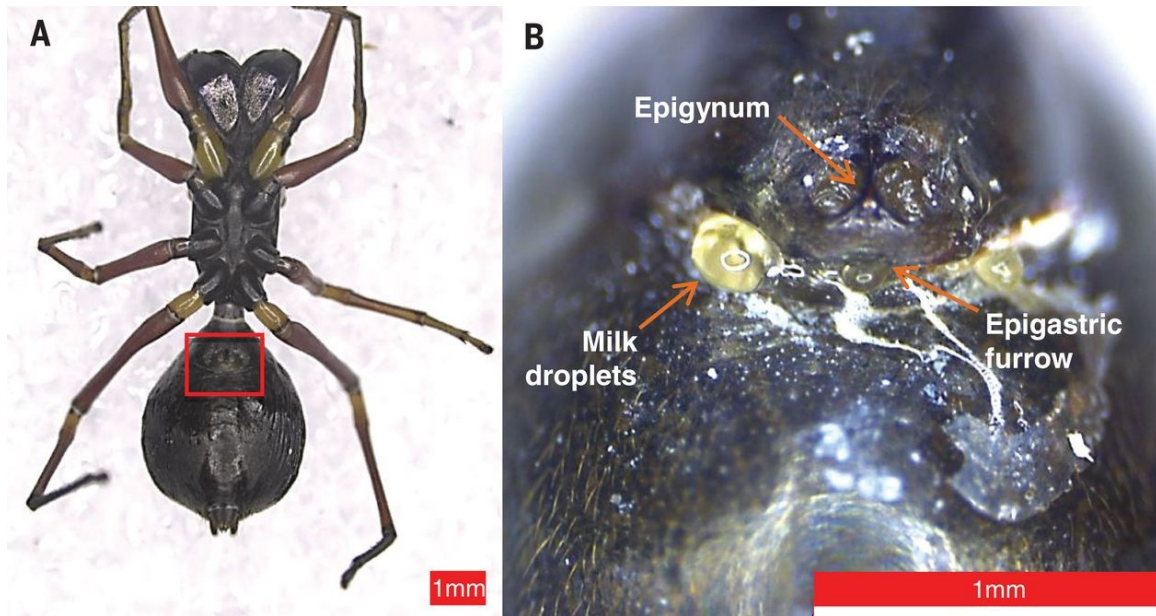 A
1mm
B
Epigynum
Milk
droplets
Epigastric
furrow
1mm